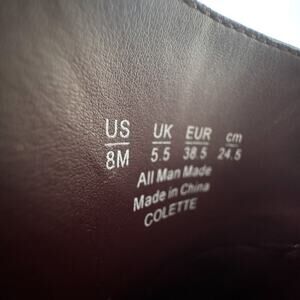 US UK EUR cm
8M 5.5 38.5 24.5
All Man Made
Made in China
COLETTE